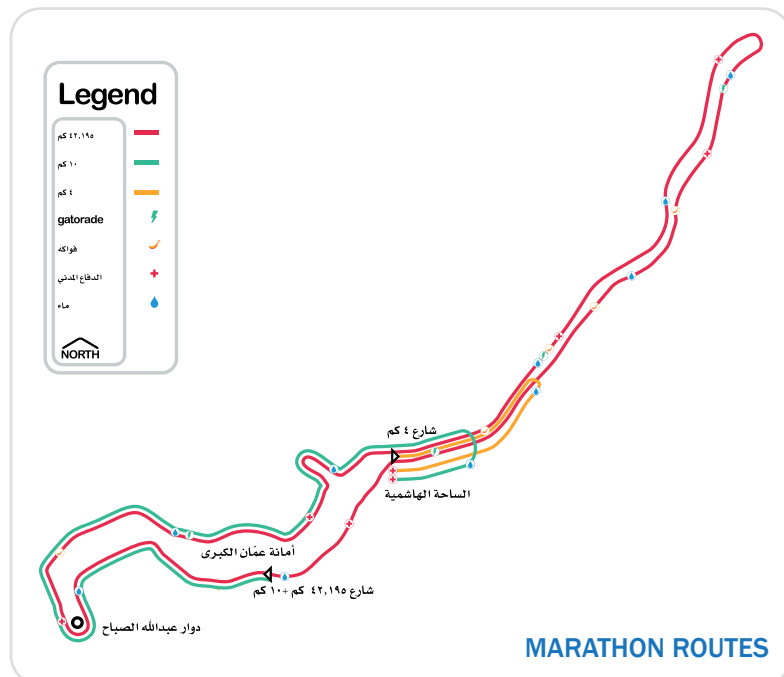 Legend
٤٢,١٩٥ كم
١٠ كم
٤ كم
gatorade
فواكه
الدفاع المدني
ماء
NORTH
شارع ٤ كم
الساحة الهاشمية
أمانة عمّان الكبرى
شارع ٤٢,١٩٥ كم +١٠ كم
دوار عبدالله الصباح
MARATHON ROUTES